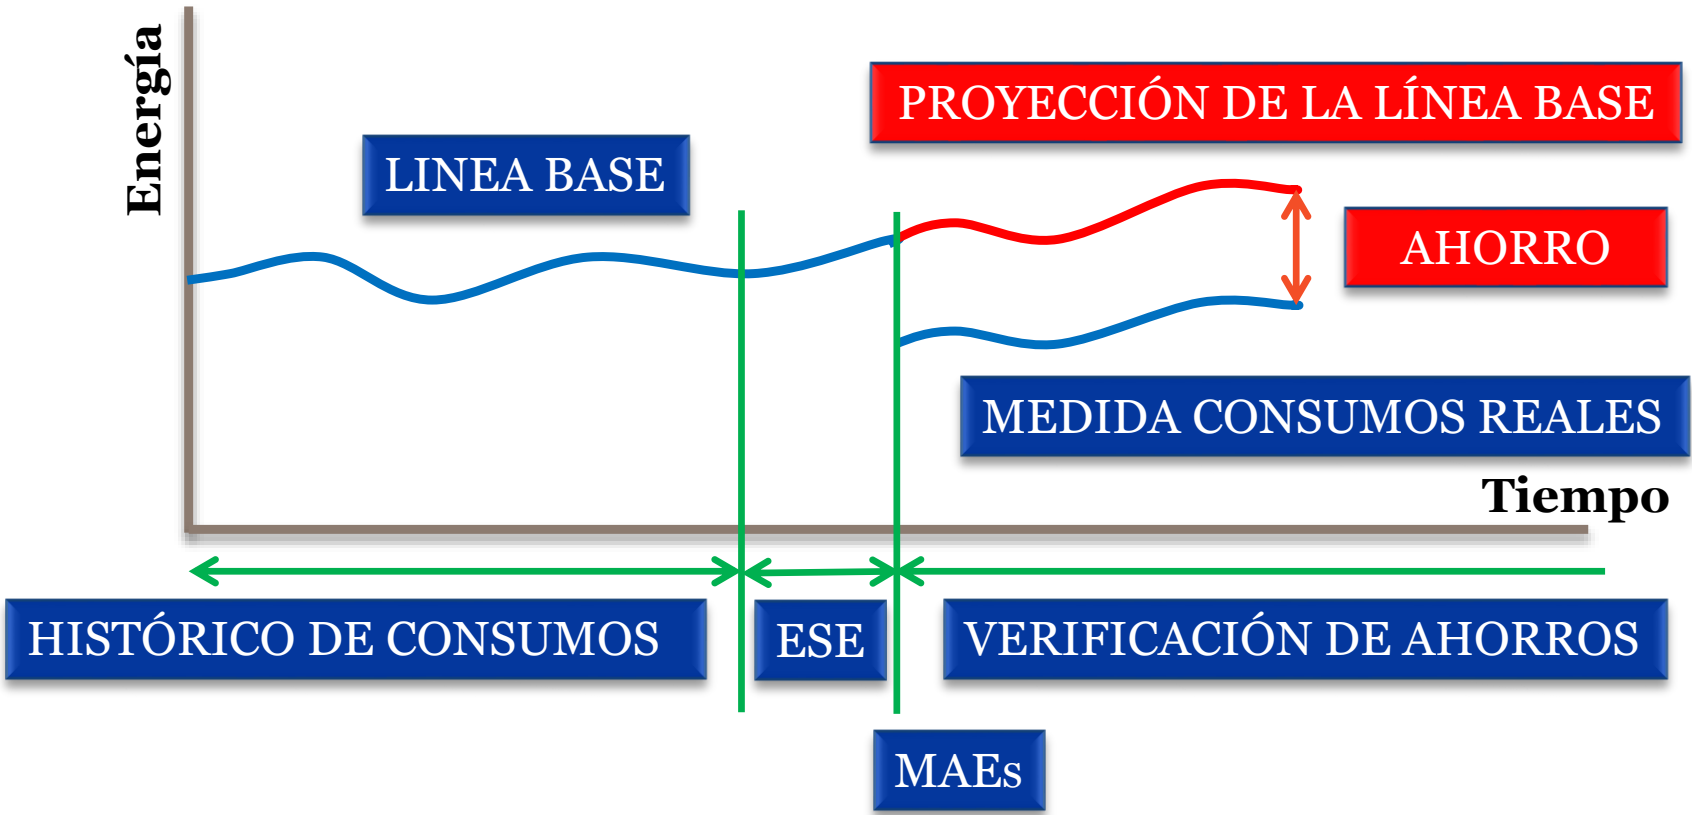 Energía
PROYECCIÓN DE LA LÍNEA BASE
LINEA BASE
AHORRO
MEDIDA CONSUMOS REALES
Tiempo
HISTÓRICO DE CONSUMOS
ESE
VERIFICACIÓN DE AHORROS
MAEs